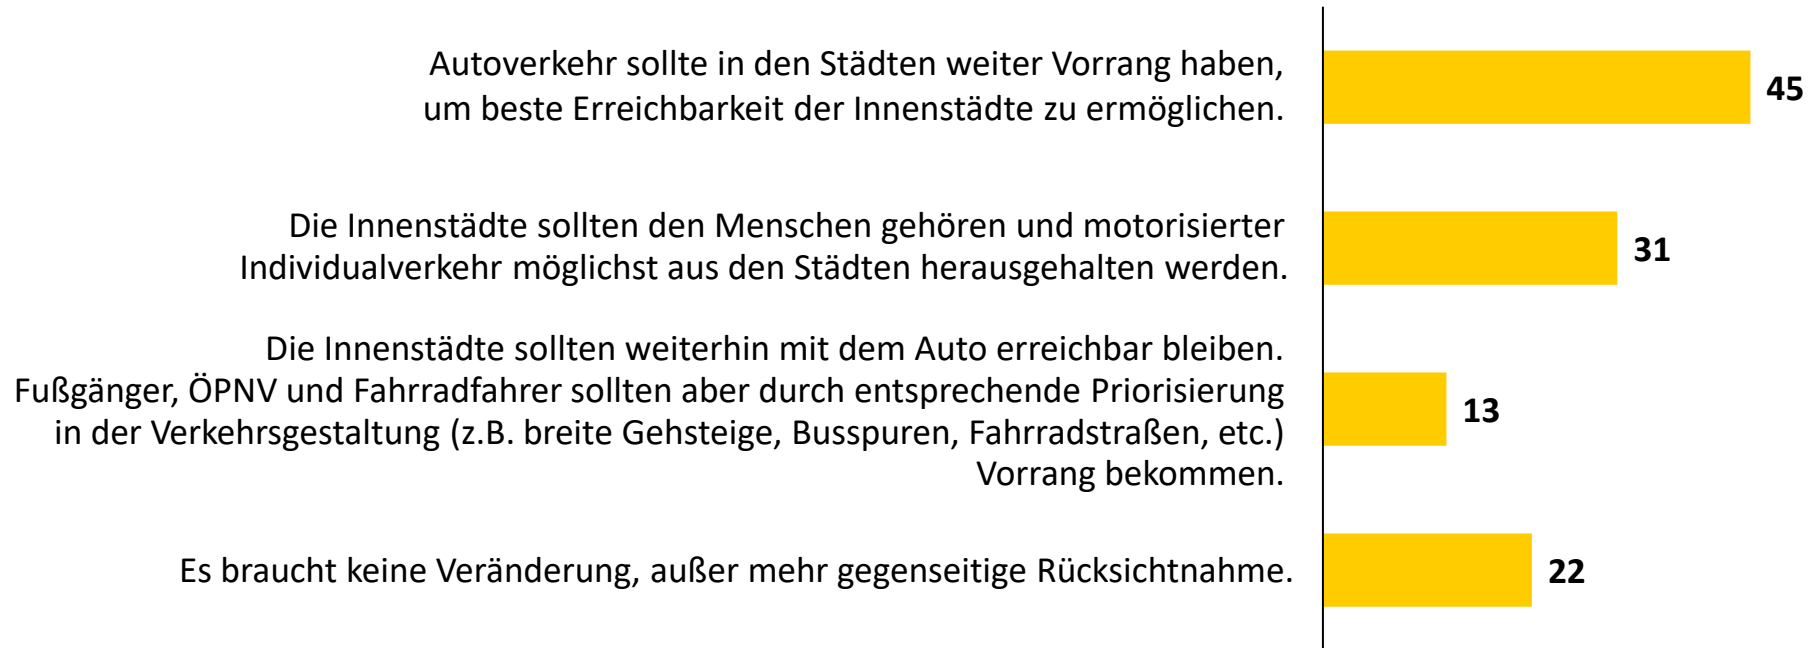 Autoverkehr sollte in den Städten weiter Vorrang haben,
um beste Erreichbarkeit der Innenstädte zu ermöglichen.
45
Die Innenstädte sollten den Menschen gehören und motorisierter
Individualverkehr möglichst aus den Städten herausgehalten werden.
31
Die Innenstädte sollten weiterhin mit dem Auto erreichbar bleiben.
Fußgänger, ÖPNV und Fahrradfahrer sollten aber durch entsprechende Priorisierung
in der Verkehrsgestaltung (z.B. breite Gehsteige, Busspuren, Fahrradstraßen, etc.)
Vorrang bekommen.
13
Es braucht keine Veränderung, außer mehr gegenseitige Rücksichtnahme.
22